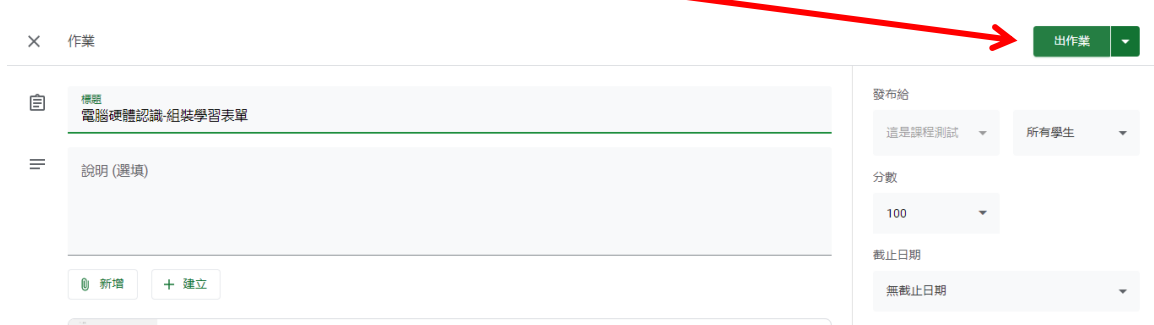 作業
出作業
標題
電腦硬體認識-組裝學習表單
說明 (選填)
新增
建立
發布給
這是課程測試
所有學生
分數
100
截止日期
無截止日期